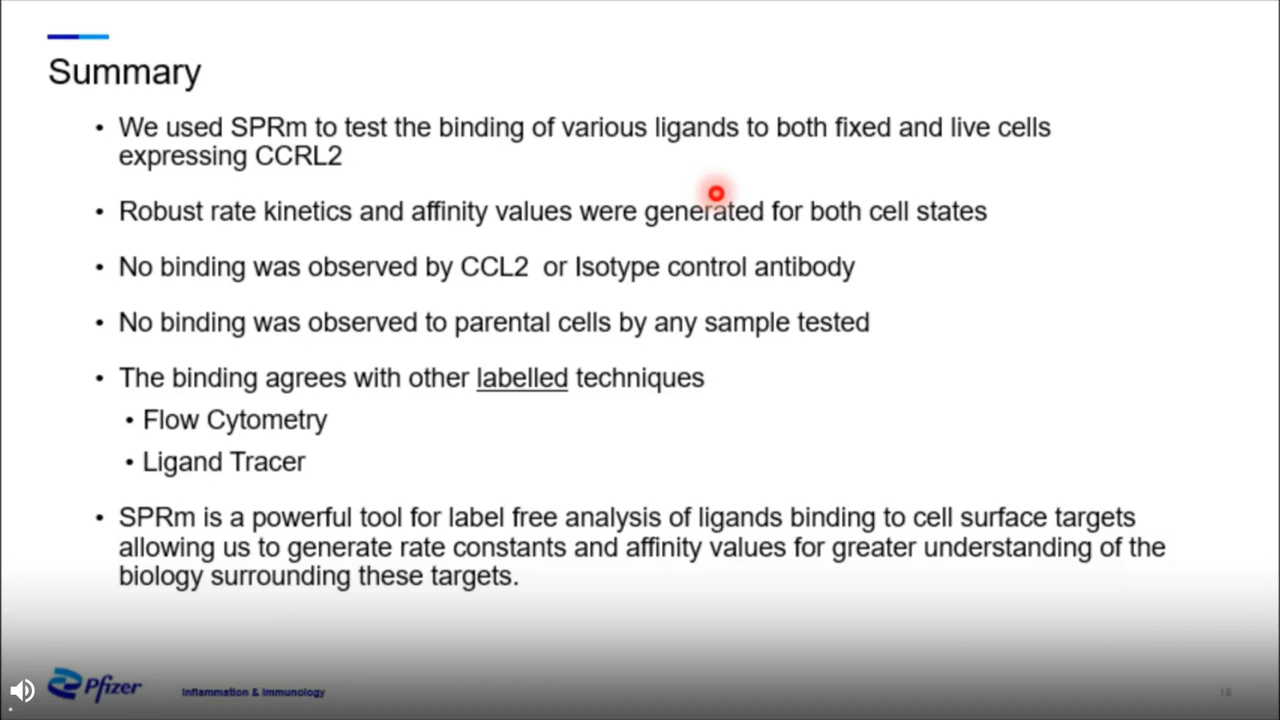 Summary
• We used SPRm to test the binding of various ligands to both fixed and live cells
expressing CCRL2
• Robust rate kinetics and affinity values were generated for both cell states
• No binding was observed by CCL2 or Isotype control antibody
• No binding was observed to parental cells by any sample tested
• The binding agrees with other labelled techniques
• Flow Cytometry
• Ligand Tracer
• SPRm is a powerful tool for label free analysis of ligands binding to cell surface targets
allowing us to generate rate constants and affinity values for greater understanding of the
biology surrounding these targets.
Pfizer
Inflammation & Immunology
18